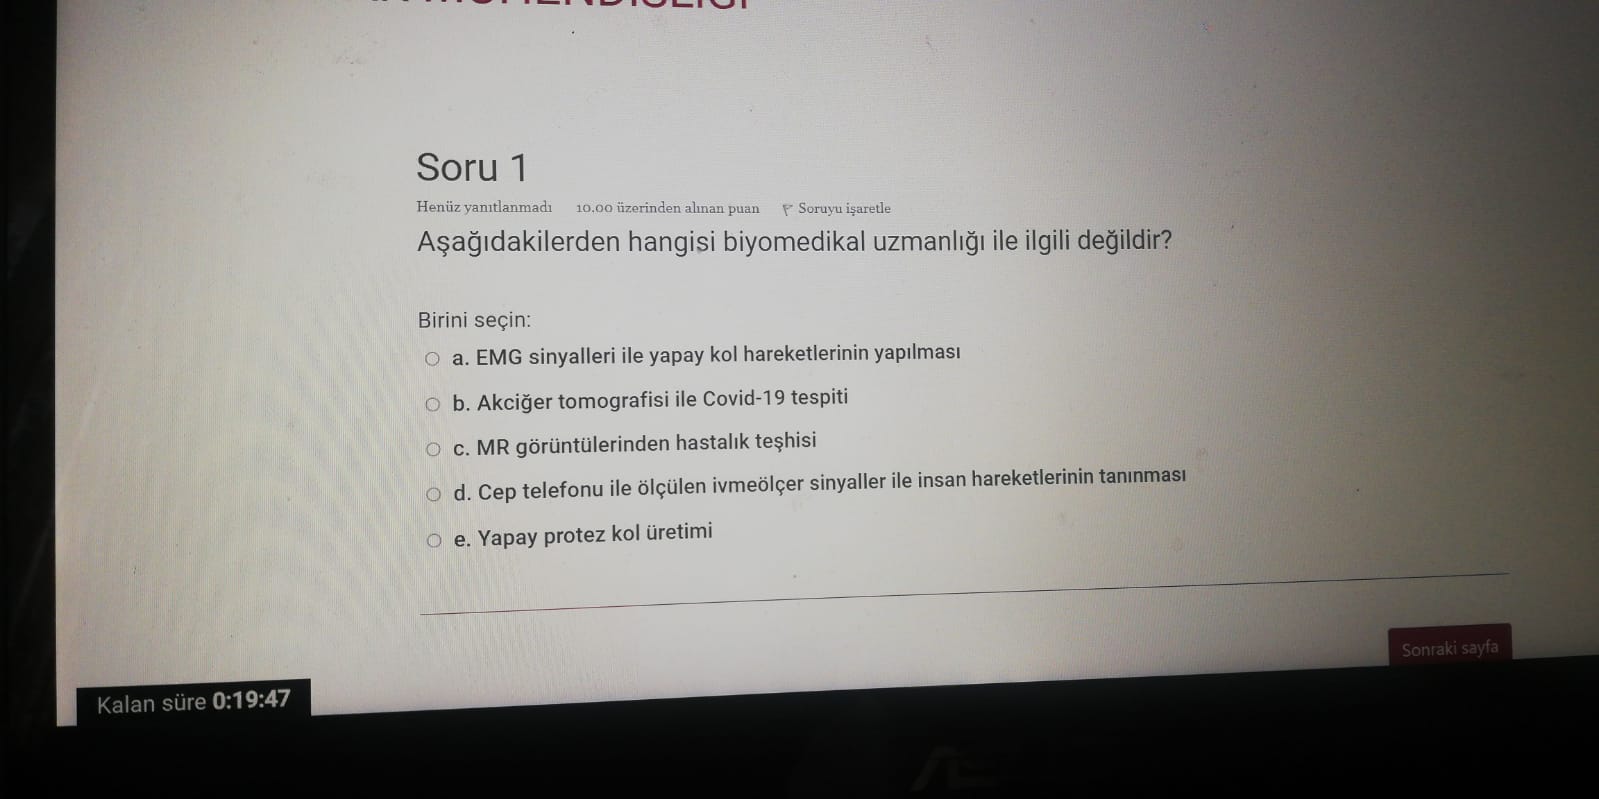 Soru 1
Henüz yanıtlanmadı 10,00 üzerinden alınan puan Soruyu işaretle
Aşağıdakilerden hangisi biyomedikal uzmanlığı ile ilgili değildir?
Birini seçin:
a. EMG sinyalleri ile yapay kol hareketlerinin yapılması
b. Akciğer tomografisi ile Covid-19 tespiti
c. MR görüntülerinden hastalık teşhisi
d. Cep telefonu ile ölçülen ivmeölçer sinyaller ile insan hareketlerinin tanınması
e. Yapay protez kol üretimi
Sonraki sayfa
Kalan süre 0:19:47